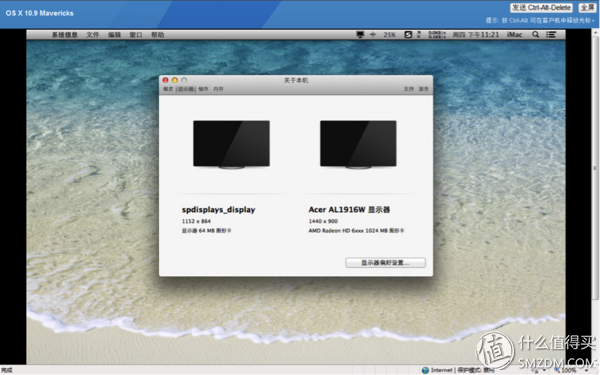 OS X 10.9 Mavericks
发送 Ctrl-Alt-Delete 全屏
提示: 按 Ctrl-Alt 可在客户机中释放光标。
系统信息 文件 编辑 窗口 帮助
25K 周四 下午11:21 iMac
关于本机
概览 显示器 储存 内存 支持 服务
spdisplays_display
1152 x 864
显示器 64 MB 图形卡
Acer AL1916W 显示器
1440 x 900
AMD Radeon HD 6xxx 1024 MB 图形卡
显示器偏好设置...
完成
Internet | 保护模式: 禁用
100%
值 什么值得买
SMZDM.COM